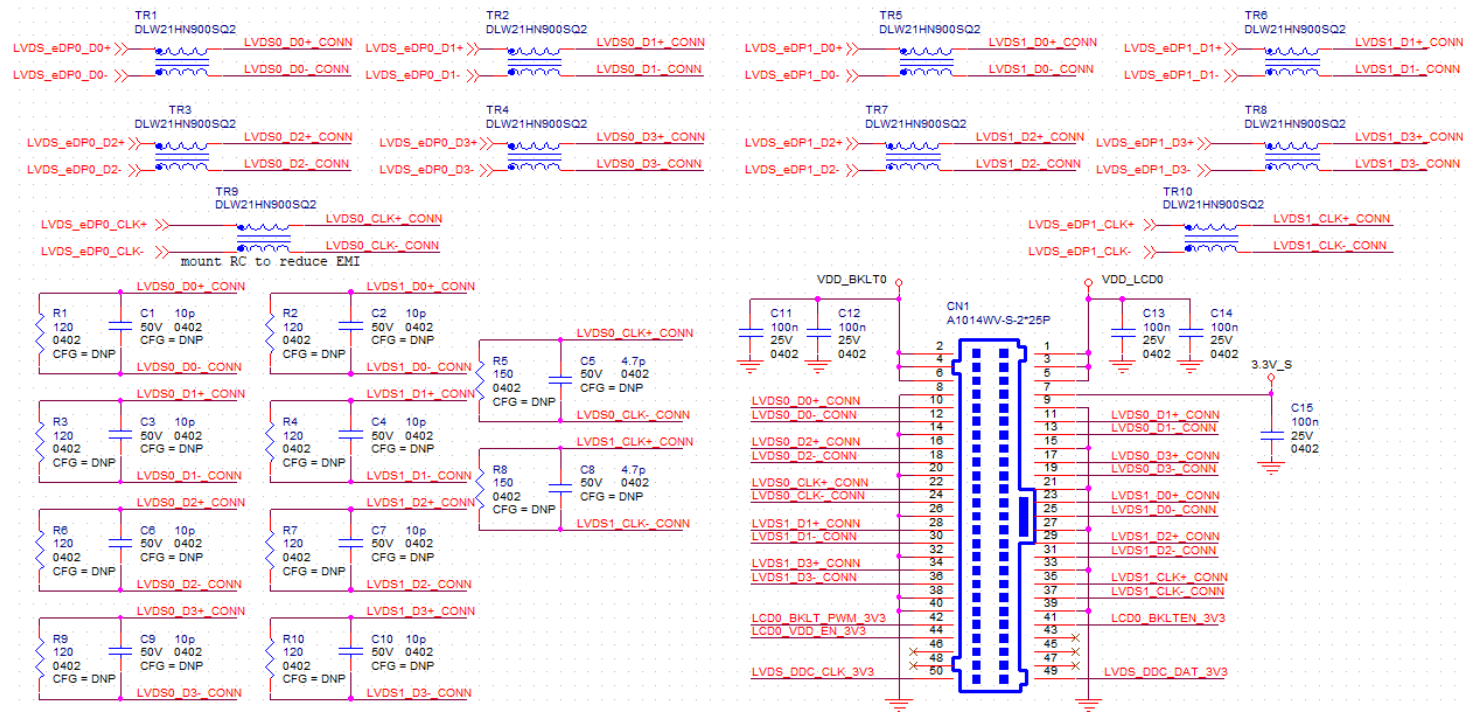 TR1
DLW21HN900SQ2
LVDS_eDP0_D0+
LVDS0_D0+_CONN
LVDS_eDP0_D0-
LVDS0_D0-_CONN
TR2
DLW21HN900SQ2
LVDS_eDP0_D1+
LVDS0_D1+_CONN
LVDS_eDP0_D1-
LVDS0_D1-_CONN
TR5
DLW21HN900SQ2
LVDS_eDP1_D0+
LVDS1_D0+_CONN
LVDS_eDP1_D0-
LVDS1_D0-_CONN
TR6
DLW21HN900SQ2
LVDS_eDP1_D1+
LVDS1_D1+_CONN
LVDS_eDP1_D1-
LVDS1_D1-_CONN
TR3
DLW21HN900SQ2
LVDS_eDP0_D2+
LVDS0_D2+_CONN
LVDS_eDP0_D2-
LVDS0_D2-_CONN
TR4
DLW21HN900SQ2
LVDS_eDP0_D3+
LVDS0_D3+_CONN
LVDS_eDP0_D3-
LVDS0_D3-_CONN
TR7
DLW21HN900SQ2
LVDS_eDP1_D2+
LVDS1_D2+_CONN
LVDS_eDP1_D2-
LVDS1_D2-_CONN
TR8
DLW21HN900SQ2
LVDS_eDP1_D3+
LVDS1_D3+_CONN
LVDS_eDP1_D3-
LVDS1_D3-_CONN
TR9
DLW21HN900SQ2
LVDS_eDP0_CLK+
LVDS0_CLK+_CONN
LVDS_eDP0_CLK-
LVDS0_CLK-_CONN
TR10
DLW21HN900SQ2
LVDS_eDP1_CLK+
LVDS1_CLK+_CONN
LVDS_eDP1_CLK-
LVDS1_CLK-_CONN
mount RC to reduce EMI
LVDS0_D0+_CONN
R1
120
0402
CFG = DNP
C1 10p
50V 0402
CFG = DNP
LVDS0_D0-_CONN
LVDS1_D0+_CONN
R2
120
0402
CFG = DNP
C2 10p
50V 0402
CFG = DNP
LVDS1_D0-_CONN
LVDS0_D1+_CONN
R3
120
0402
CFG = DNP
C3 10p
50V 0402
CFG = DNP
LVDS0_D1-_CONN
LVDS1_D1+_CONN
R4
120
0402
CFG = DNP
C4 10p
50V 0402
CFG = DNP
LVDS1_D1-_CONN
LVDS0_CLK+_CONN
R5
150
0402
CFG = DNP
C5 4.7p
50V 0402
CFG = DNP
LVDS0_CLK-_CONN
LVDS1_CLK+_CONN
R8
150
0402
CFG = DNP
C8 4.7p
50V 0402
CFG = DNP
LVDS1_CLK-_CONN
LVDS0_D2+_CONN
R6
120
0402
CFG = DNP
C6 10p
50V 0402
CFG = DNP
LVDS0_D2-_CONN
LVDS1_D2+_CONN
R7
120
0402
CFG = DNP
C7 10p
50V 0402
CFG = DNP
LVDS1_D2-_CONN
LVDS0_D3+_CONN
R9
120
0402
CFG = DNP
C9 10p
50V 0402
CFG = DNP
LVDS0_D3-_CONN
LVDS1_D3+_CONN
R10
120
0402
CFG = DNP
C10 10p
50V 0402
CFG = DNP
LVDS1_D3-_CONN
VDD_BKLT0
VDD_LCD0
C11
100n
25V
0402
C12
100n
25V
0402
CN1
A1014WV-S-2*25P
C13
100n
25V
0402
C14
100n
25V
0402
3.3V_S
C15
100n
25V
0402
2 1
4 3
6 5
8 7
LVDS0_D0+_CONN 10 9
LVDS0_D0-_CONN 12 11 LVDS0_D1+_CONN
14 13 LVDS0_D1-_CONN
LVDS0_D2+_CONN 16 15
LVDS0_D2-_CONN 18 17 LVDS0_D3+_CONN
20 19 LVDS0_D3-_CONN
LVDS0_CLK+_CONN 22 21
LVDS0_CLK-_CONN 24 23 LVDS1_D0+_CONN
26 25 LVDS1_D0-_CONN
LVDS1_D1+_CONN 28 27
LVDS1_D1-_CONN 30 29 LVDS1_D2+_CONN
32 31 LVDS1_D2-_CONN
LVDS1_D3+_CONN 34 33
LVDS1_D3-_CONN 36 35 LVDS1_CLK+_CONN
38 37 LVDS1_CLK-_CONN
40 39
LCD0_BKLT_PWM_3V3 42 41 LCD0_BKLTEN_3V3
LCD0_VDD_EN_3V3 44 43
46 45
48 47
LVDS_DDC_CLK_3V3 50 49 LVDS_DDC_DAT_3V3